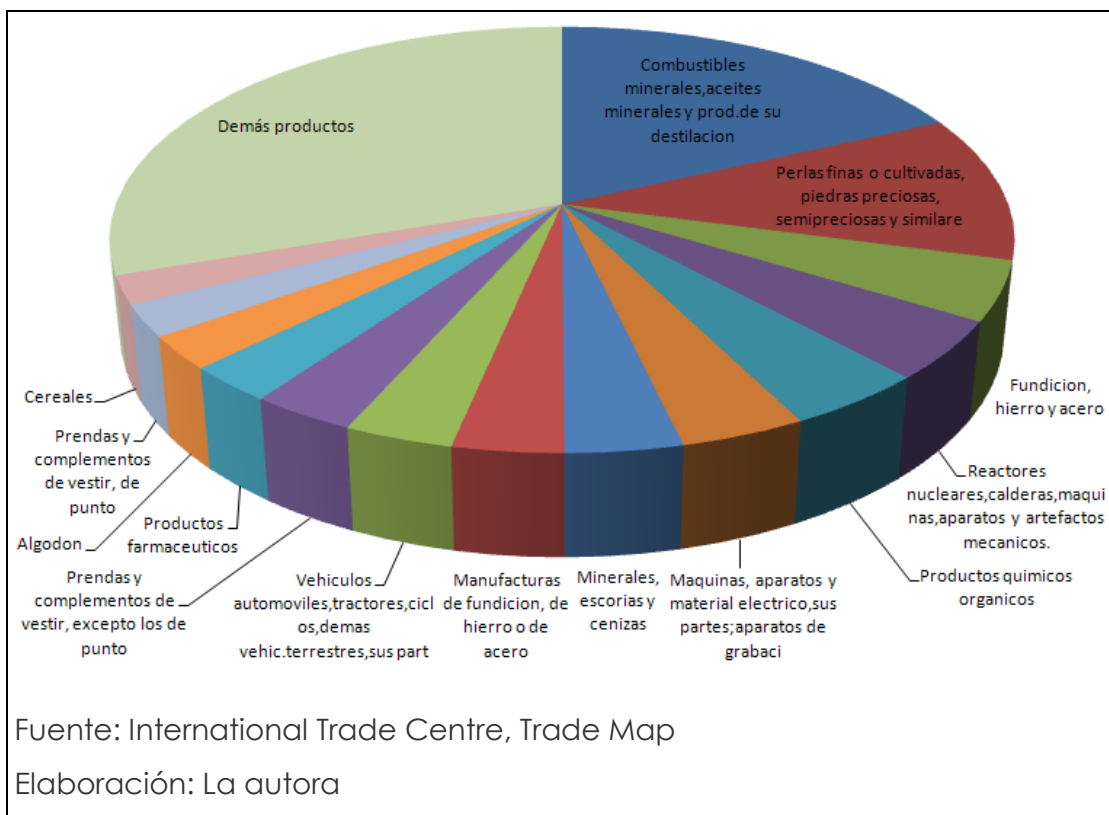 Demás productos
Combustibles
minerales,aceites
minerales y prod.de su
destilacion
Perlas finas o cultivadas,
piedras preciosas,
semipreciosas y similare
Fundicion,
hierro y acero
Reactores
nucleares,calderas,maqui
nas,aparatos y artefactos
mecanicos.
Productos quimicos
organicos
Maquinas, aparatos y
material electrico,sus
partes;aparatos de
grabaci
Minerales,
escorias y
cenizas
Manufacturas
de fundicion, de
hierro o de
acero
Vehiculos
automoviles,tractores,cicl
os,demas
vehic.terrestres,sus part
Prendas y
complementos de
vestir, excepto los de
punto
Productos
farmaceuticos
Algodon
Prendas y
complementos
de vestir, de
punto
Cereales
Fuente: International Trade Centre, Trade Map
Elaboración: La autora